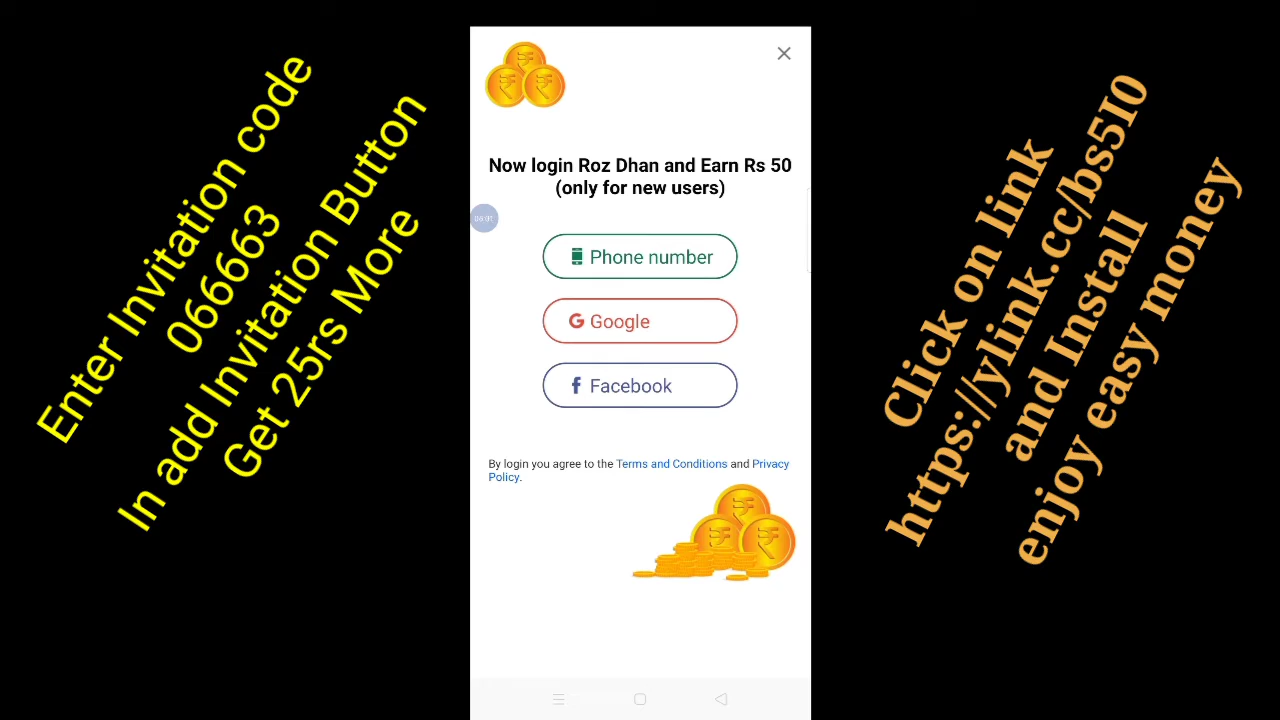 Enter Invitation code
066663
In add Invitation Button
Get 25rs More
Now login Roz Dhan and Earn Rs 50
(only for new users)
Phone number
Google
Facebook
By login you agree to the Terms and Conditions and Privacy
Policy.
Click on link
https://ylink.cc/bs5I0
and Install
enjoy easy money